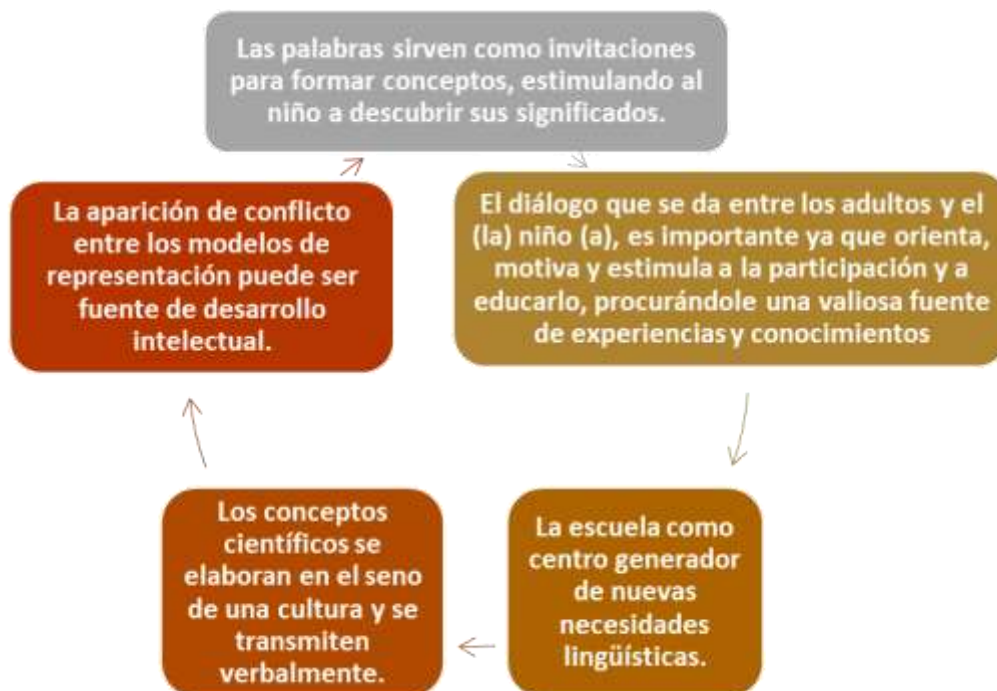 Las palabras sirven como invitaciones
para formar conceptos, estimulando al
niño a descubrir sus significados.
El diálogo que se da entre los adultos y el
(la) niño (a), es importante ya que orienta,
motiva y estimula a la participación y a
educarlo, procurándole una valiosa fuente
de experiencias y conocimientos
La escuela como
centro generador
de nuevas
necesidades
lingüísticas.
Los conceptos
científicos se
elaboran en el seno
de una cultura y se
transmiten
verbalmente.
La aparición de conflicto
entre los modelos de
representación puede ser
fuente de desarrollo
intelectual.